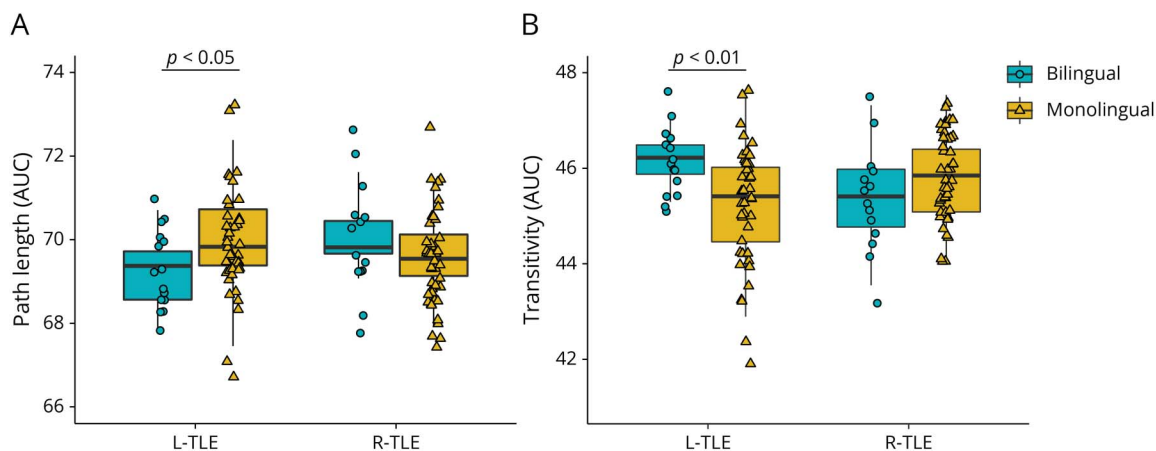 A
p < 0.05
74
72
70
68
66
Path length (AUC)
L-TLE
R-TLE
B
p < 0.01
48
46
44
42
Transitivity (AUC)
L-TLE
R-TLE
Bilingual
Monolingual